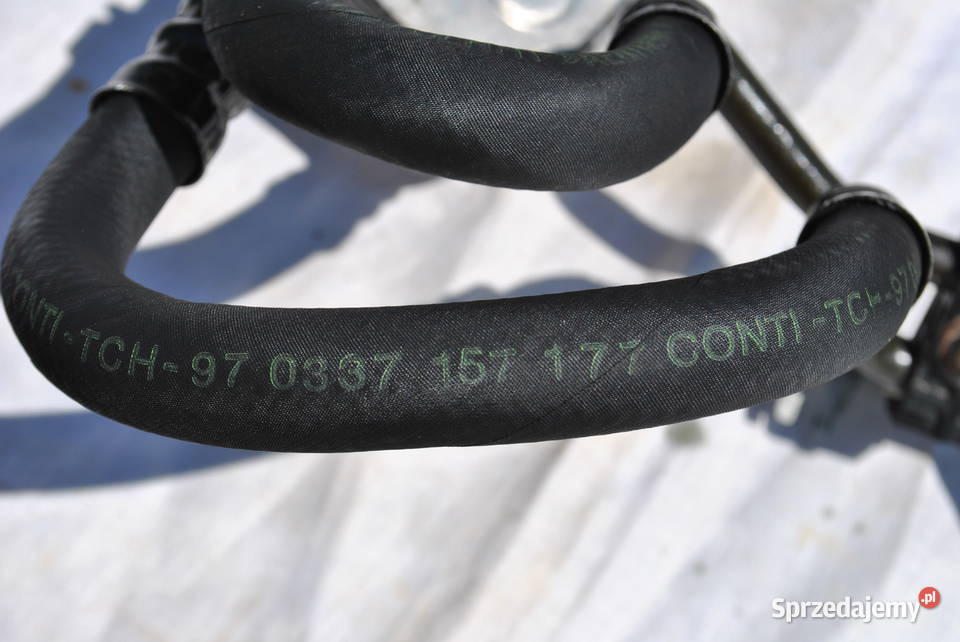 CONTI-TCH-97 0337 157 177 CONTI-TCH-97
Sprzedajemy.pl